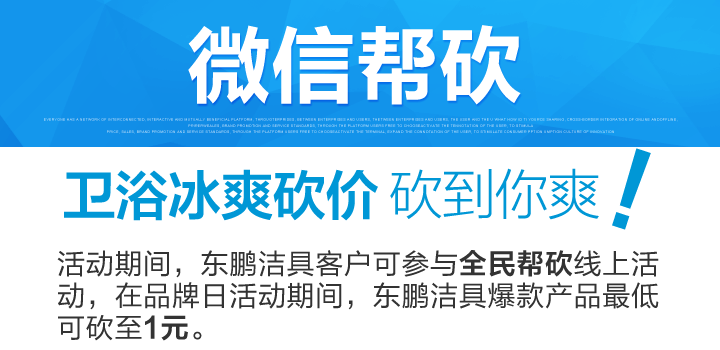 微信帮砍
卫浴冰爽砍价 砍到你爽！
活动期间，东鹏洁具客户可参与全民帮砍线上活
动，在品牌日活动期间，东鹏洁具爆款产品最低
可砍至1元。